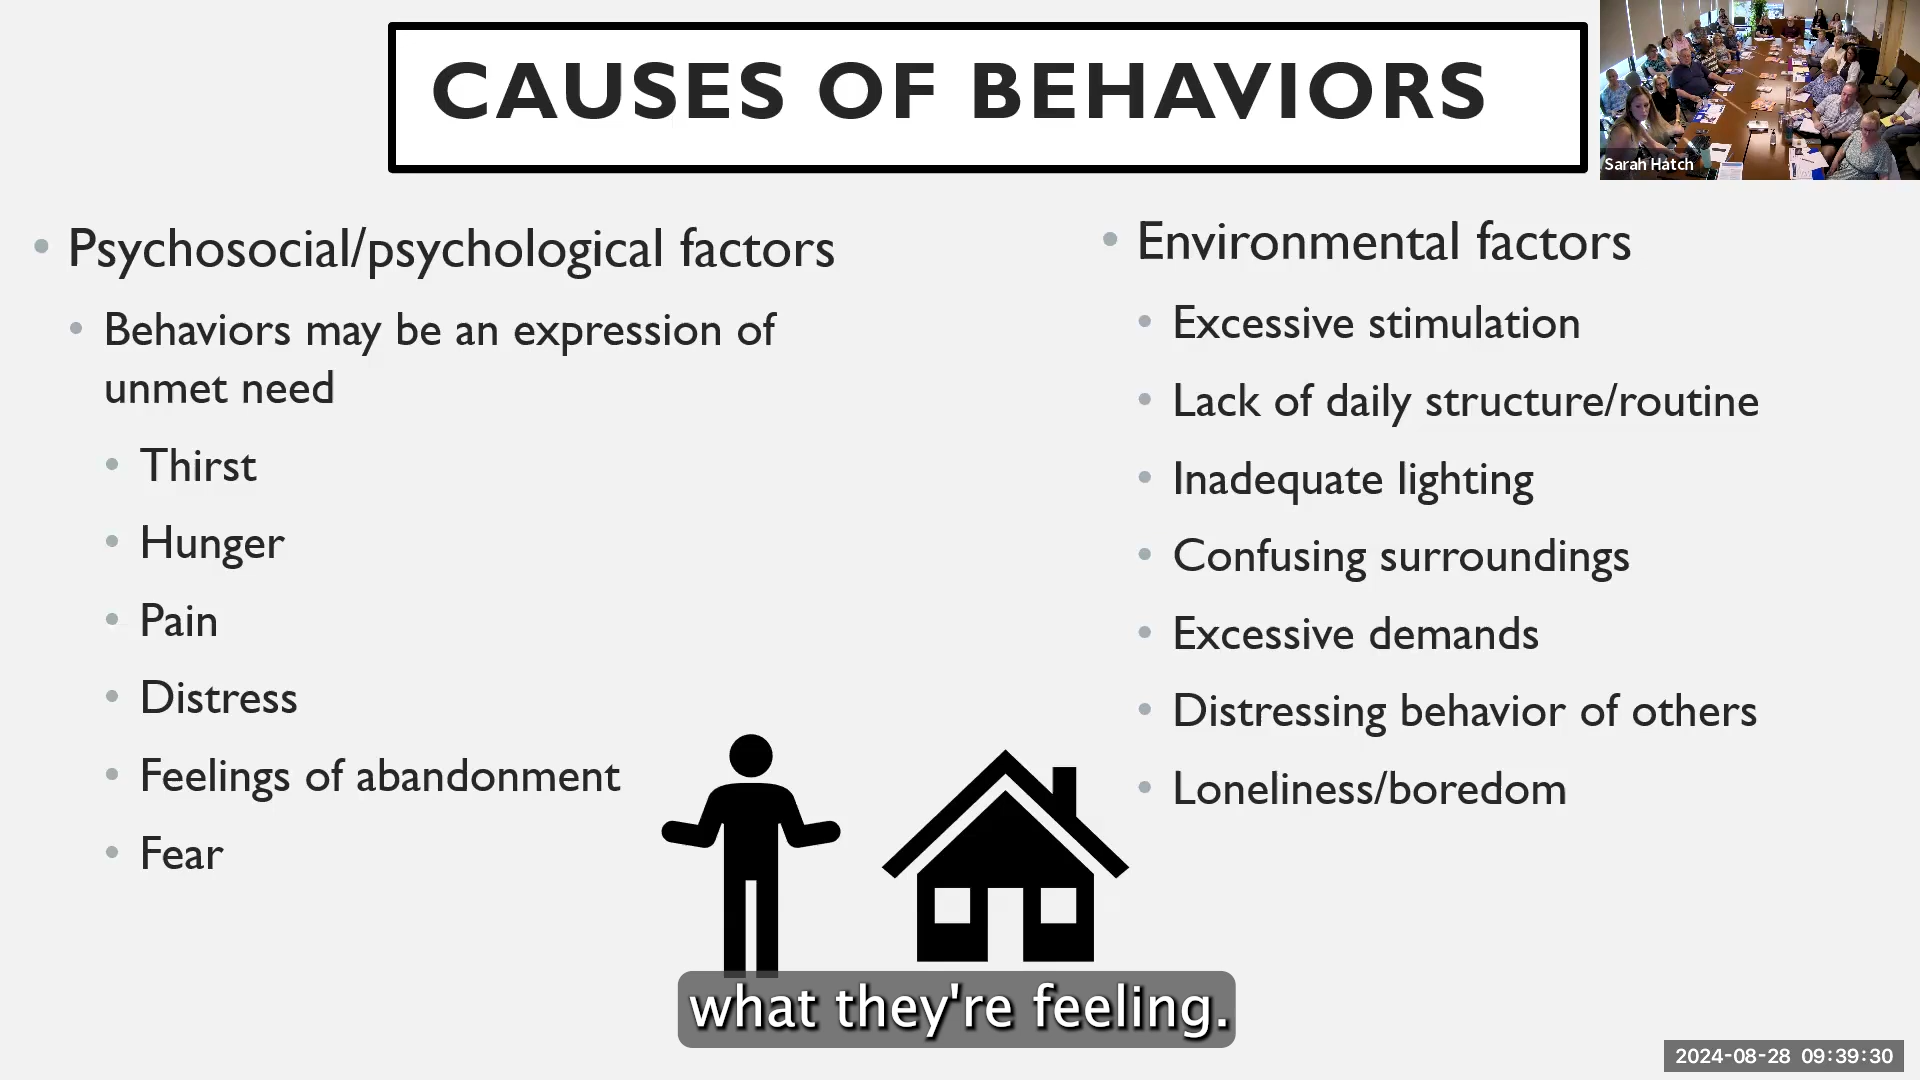 CAUSES OF BEHAVIORS
Sarah Hatch
Psychosocial/psychological factors
Behaviors may be an expression of
unmet need
Thirst
Hunger
Pain
Distress
Feelings of abandonment
Fear
Environmental factors
Excessive stimulation
Lack of daily structure/routine
Inadequate lighting
Confusing surroundings
Excessive demands
Distressing behavior of others
Loneliness/boredom
what they're feeling.
2024-08-28 09:39:30